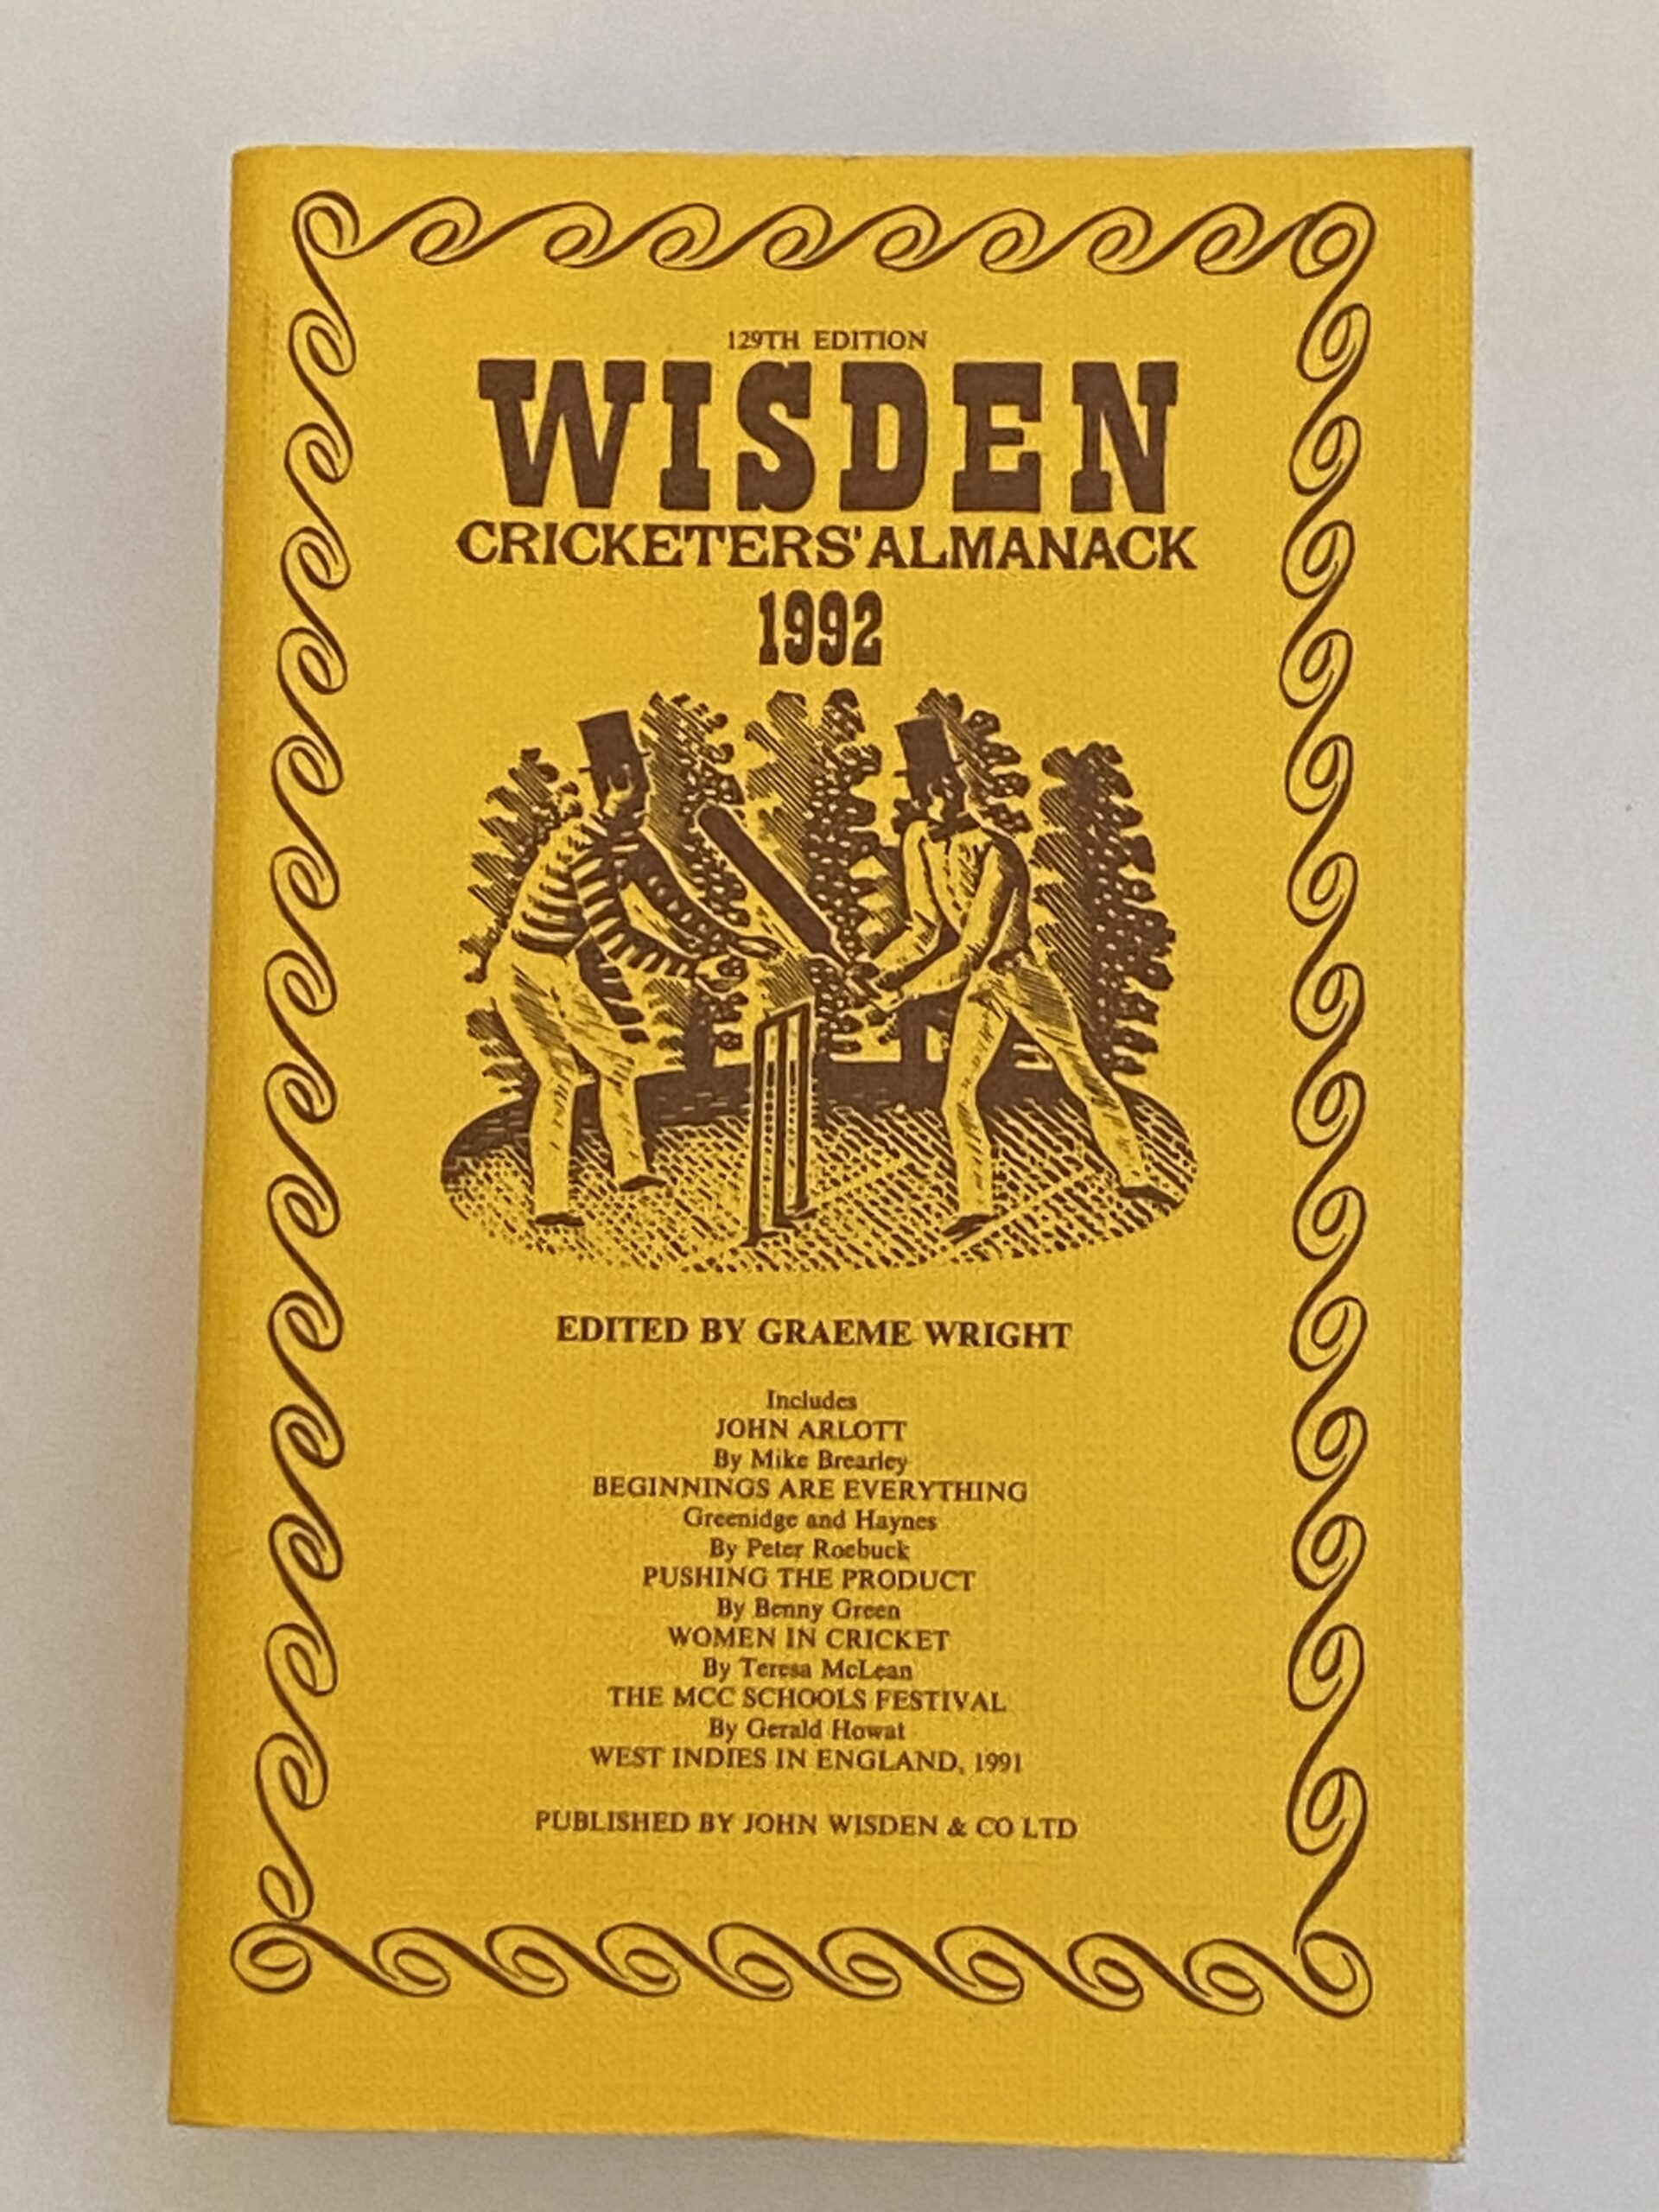 129TH EDITION
WISDEN
CRICKETERS' ALMANACK
1992
EDITED BY GRAEME WRIGHT
Includes
JOHN ARLOTT
By Mike Brearley
BEGINNINGS ARE EVERYTHING
Greenidge and Haynes
By Peter Roebuck
PUSHING THE PRODUCT
By Benny Green
WOMEN IN CRICKET
By Teresa McLean
THE MCC SCHOOLS FESTIVAL
By Gerald Howat
WEST INDIES IN ENGLAND, 1991
PUBLISHED BY JOHN WISDEN & CO LTD